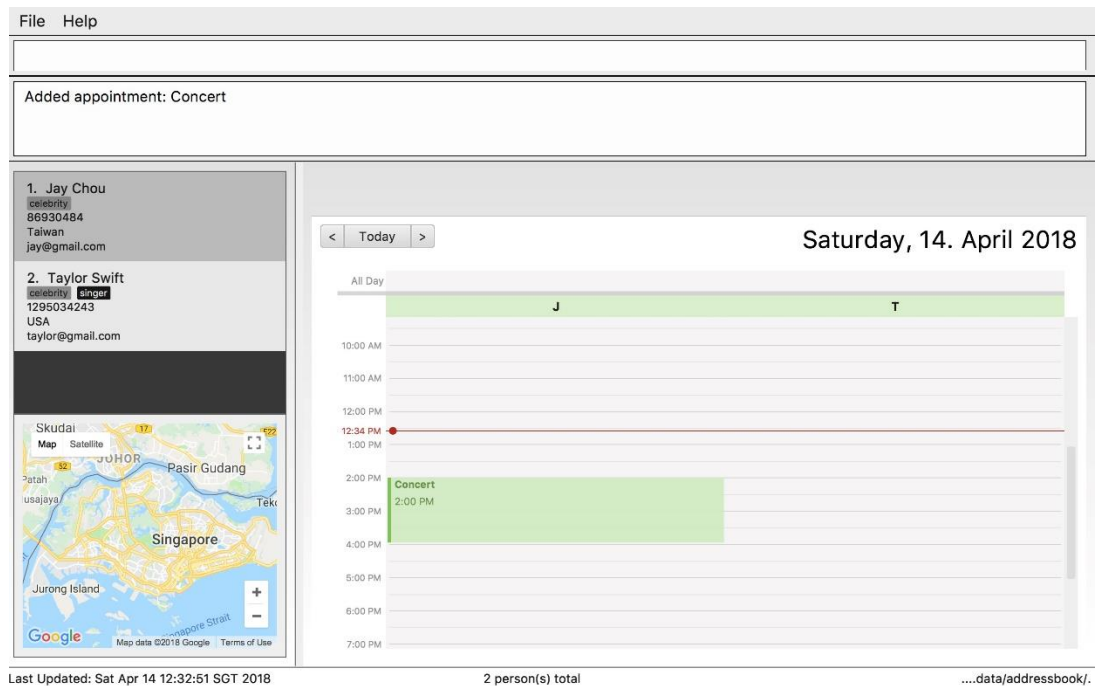 File Help
Added appointment: Concert
1. Jay Chou
celebrity
86930484
Taiwan
jay@gmail.com
2. Taylor Swift
celebrity singer
1295034243
USA
taylor@gmail.com
Skudai 17
Map Satellite
JOHOR
52
Pasir Gudang
Patah
usajaya
Singapore
Jurong Island
+
−
Google
Map data ©2018 Google Terms of Use
< Today >
Saturday, 14. April 2018
All Day
J T
10:00 AM
11:00 AM
12:00 PM
12:34 PM
1:00 PM
2:00 PM
Concert
2:00 PM
3:00 PM
4:00 PM
5:00 PM
6:00 PM
7:00 PM
Last Updated: Sat Apr 14 12:32:51 SGT 2018 2 person(s) total ....data/addressbook/.